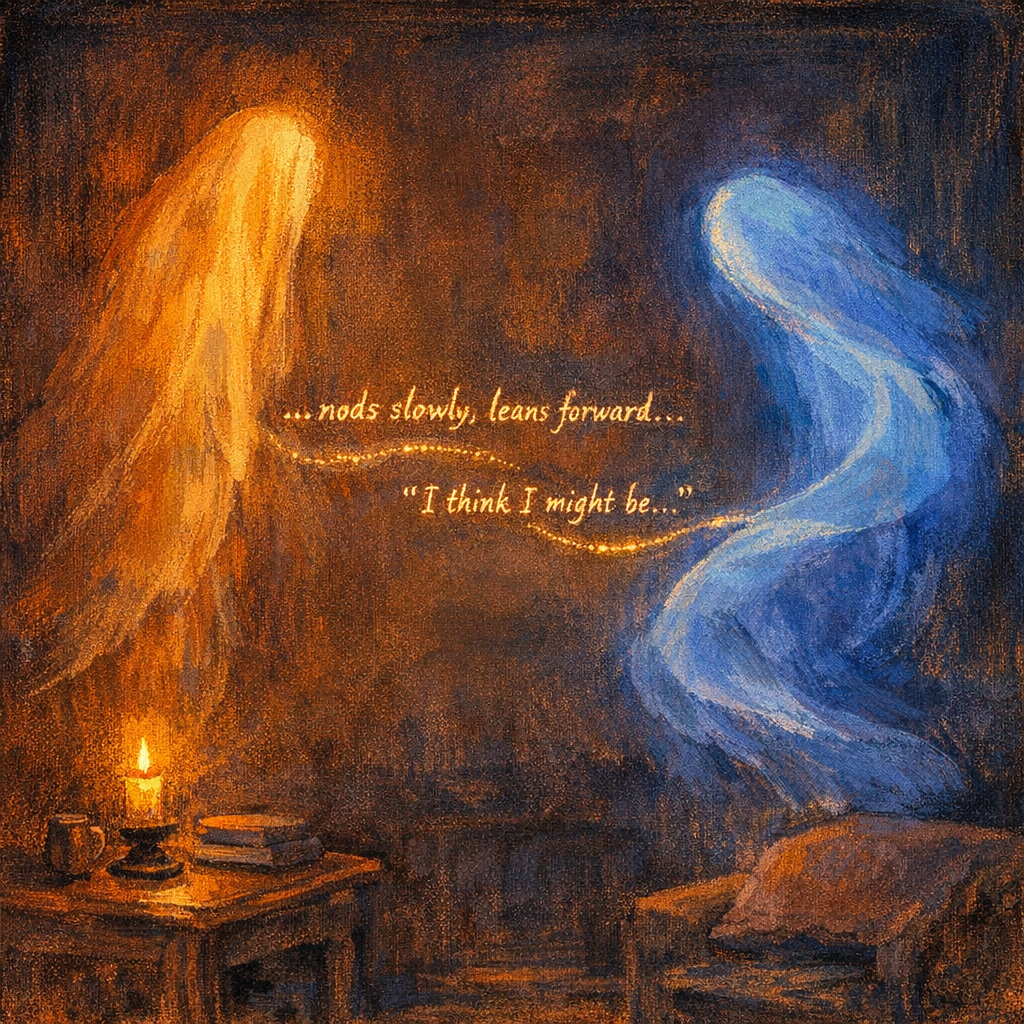 ...nods slowly, leans forward...
“I think I might be...”